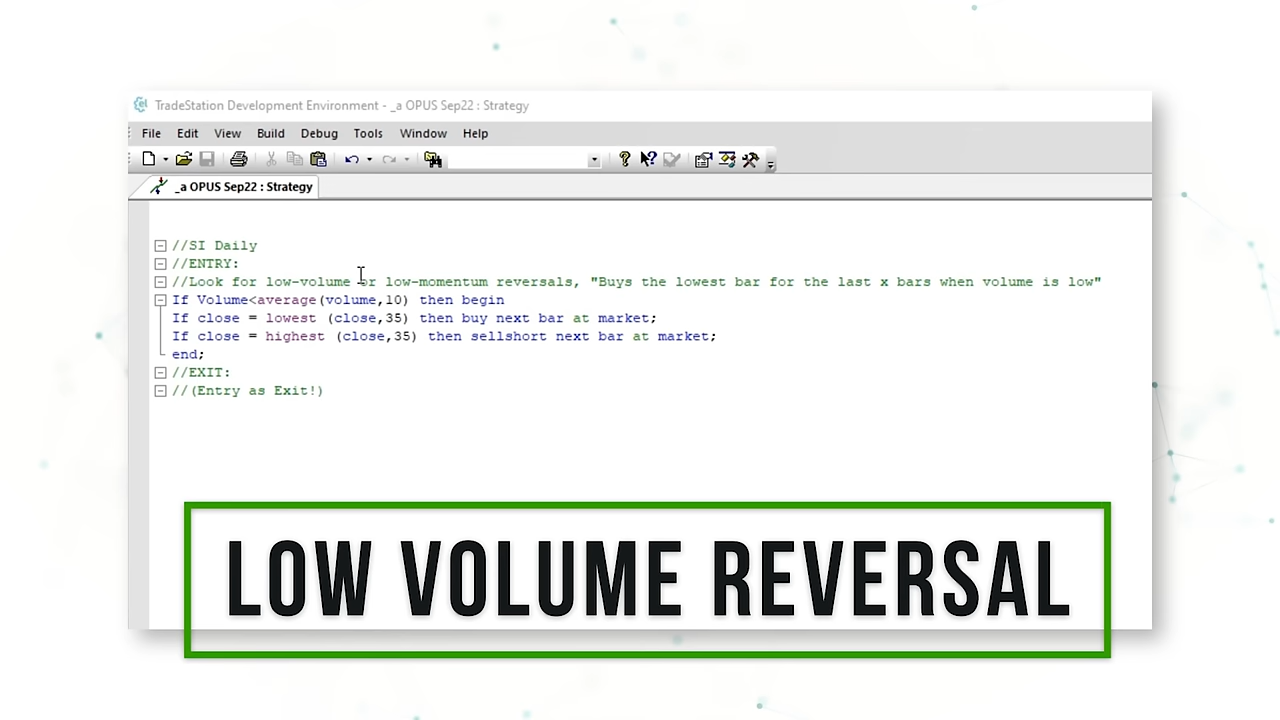 TradeStation Development Environment - _a OPUS Sep22 : Strategy
File Edit View Build Debug Tools Window Help
_a OPUS Sep22 : Strategy
//SI Daily
//ENTRY:
//Look for low-volume or low-momentum reversals, "Buys the lowest bar for the last x bars when volume is low"
If Volume<average(volume,10) then begin
If close = lowest (close,35) then buy next bar at market;
If close = highest (close,35) then sellshort next bar at market;
end;
//EXIT:
//(Entry as Exit!)
LOW VOLUME REVERSAL